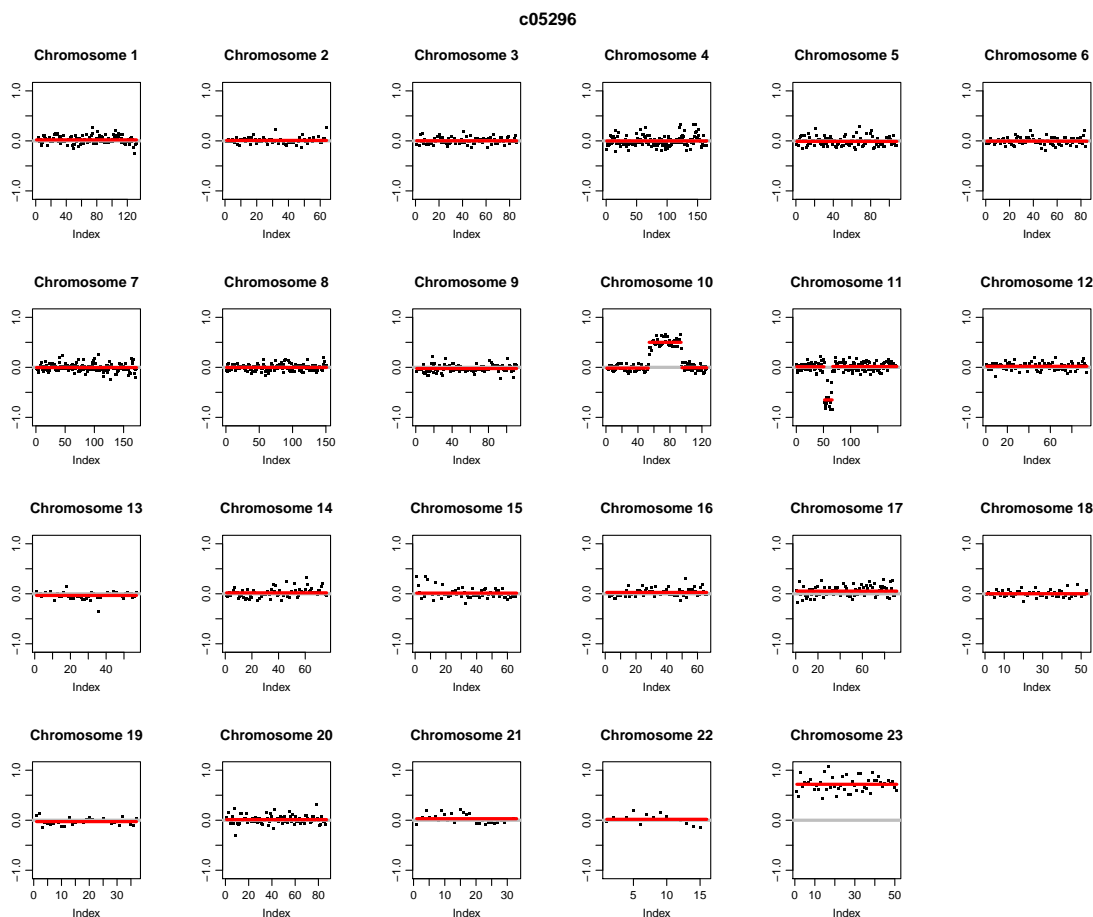 c05296
Chromosome 1 Chromosome 2 Chromosome 3 Chromosome 4 Chromosome 5 Chromosome 6
1.0 1.0 1.0 1.0 1.0 1.0
0.0 0.0 0.0 0.0 0.0 0.0
−1.0 −1.0 −1.0 −1.0 −1.0 −1.0
0 40 80 120 0 20 40 60 0 20 40 60 80 0 50 100 150 0 40 80 0 20 40 60 80
Index Index Index Index Index Index
Chromosome 7 Chromosome 8 Chromosome 9 Chromosome 10 Chromosome 11 Chromosome 12
1.0 1.0 1.0 1.0 1.0 1.0
0.0 0.0 0.0 0.0 0.0 0.0
−1.0 −1.0 −1.0 −1.0 −1.0 −1.0
0 50 100 150 0 50 100 150 0 40 80 0 40 80 120 0 50 100 0 20 60
Index Index Index Index Index Index
Chromosome 13 Chromosome 14 Chromosome 15 Chromosome 16 Chromosome 17 Chromosome 18
1.0 1.0 1.0 1.0 1.0 1.0
0.0 0.0 0.0 0.0 0.0 0.0
−1.0 −1.0 −1.0 −1.0 −1.0 −1.0
0 20 40 0 20 40 60 0 20 40 60 0 20 40 60 0 20 60 0 10 30 50
Index Index Index Index Index Index
Chromosome 19 Chromosome 20 Chromosome 21 Chromosome 22 Chromosome 23
1.0 1.0 1.0 1.0 1.0
0.0 0.0 0.0 0.0 0.0
−1.0 −1.0 −1.0 −1.0 −1.0
0 10 20 30 0 20 40 60 80 0 10 20 30 5 10 15 0 10 30 50
Index Index Index Index Index